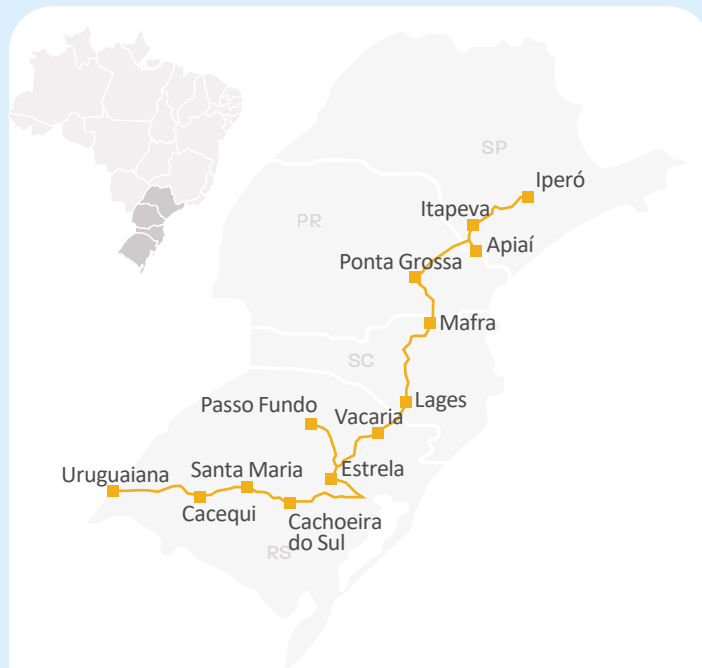 SP
Iperó
Itapeva
PR
Apiaí
Ponta Grossa
Mafra
SC
Lages
Passo Fundo
Vacaria
Uruguaiana
Santa Maria
Estrela
Cacequi
Cachoeira
do Sul
RS